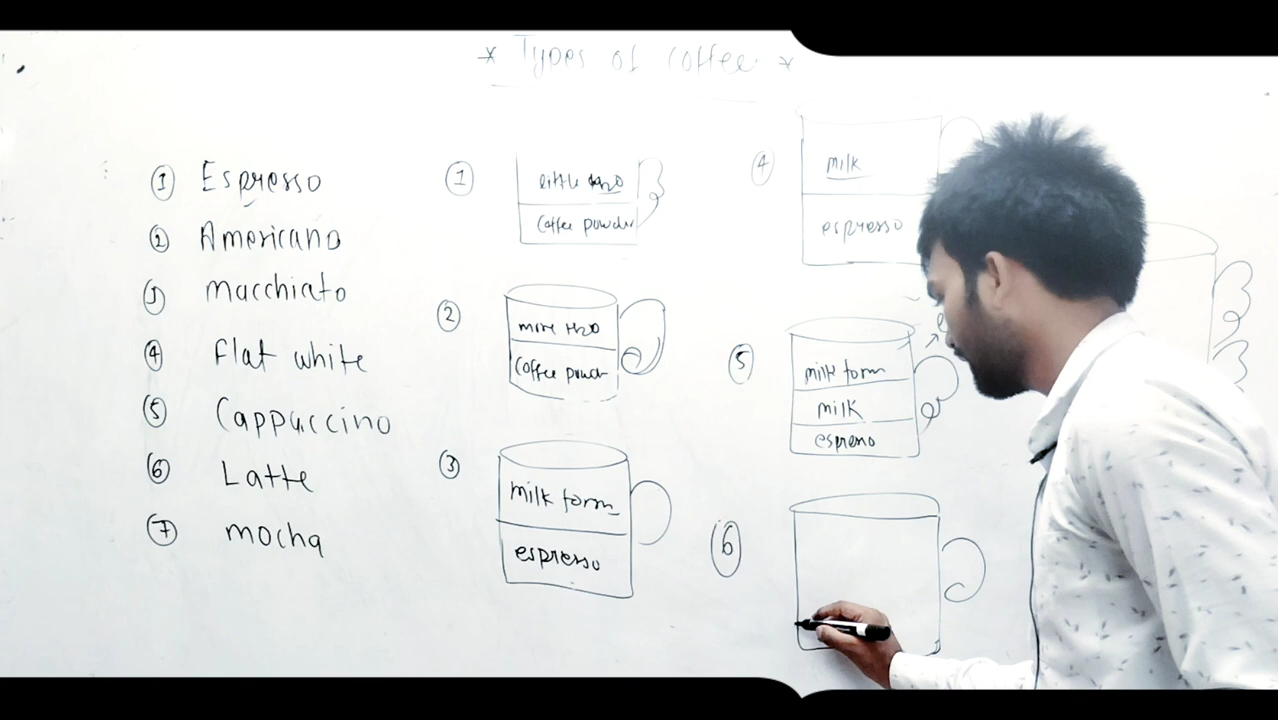 * Types of Coffee *
① Espresso
② Americano
③ macchiato
④ Flat white
⑤ Cappuccino
⑥ Latte
⑦ mocha
①
little H20
Coffee powder
②
more H20
Coffee powder
③
milk form
espresso
④
milk
espresso
⑤
milk form
milk
espresso
⑥